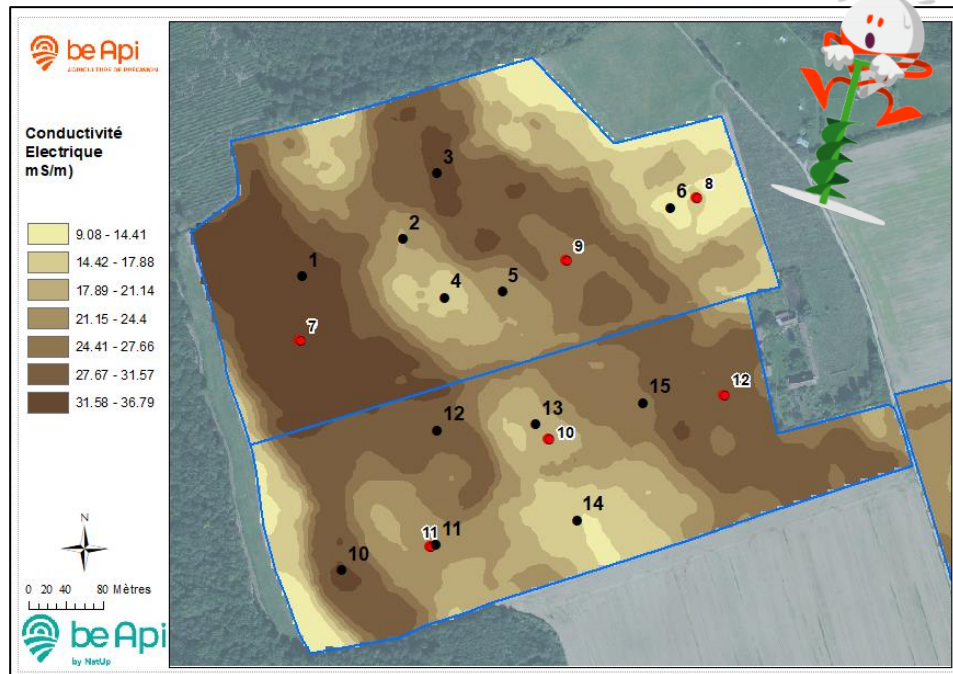 be Api
AGRICULTURE DE PRÉCISION
Conductivité
Electrique
mS/m)
9.08 - 14.41
14.42 - 17.88
17.89 - 21.14
21.15 - 24.4
24.41 - 27.66
27.67 - 31.57
31.58 - 36.79
N
0 20 40 80 Mètres
be Api
by NetUp
3
6
8
2
9
1
5
4
7
12
15
13
12
10
14
11
11
10